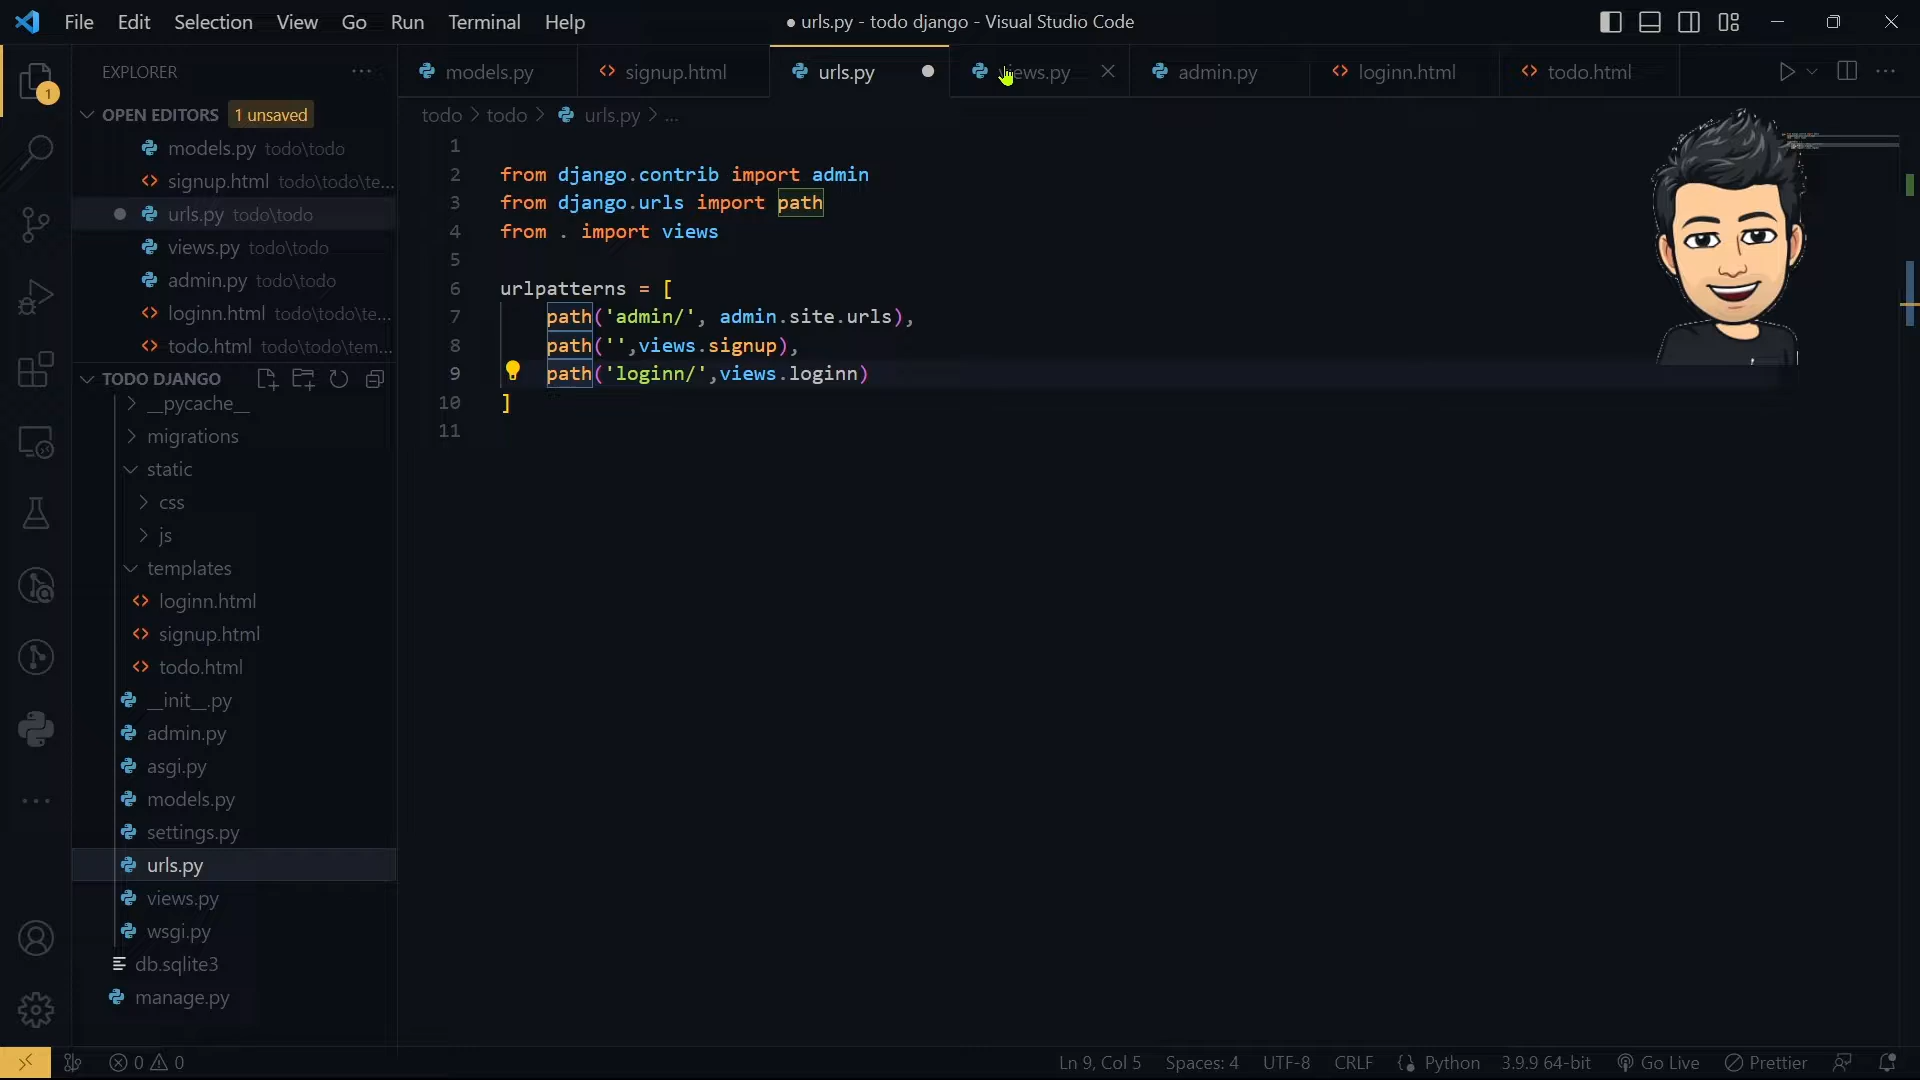 File Edit Selection View Go Run Terminal Help
● urls.py - todo django - Visual Studio Code
EXPLORER
1
OPEN EDITORS 1 unsaved
models.py todo\todo
signup.html todo\todo\te...
urls.py todo\todo
views.py todo\todo
admin.py todo\todo
loginn.html todo\todo\te...
todo.html todo\todo\tem...
TODO DJANGO
__pycache__
migrations
static
css
js
templates
loginn.html
signup.html
todo.html
__init__.py
admin.py
asgi.py
models.py
settings.py
urls.py
views.py
wsgi.py
db.sqlite3
manage.py
models.py signup.html urls.py views.py admin.py loginn.html todo.html
todo > todo > urls.py > ...
1
2 from django.contrib import admin
3 from django.urls import path
4 from . import views
5
6 urlpatterns = [
7 path('admin/', admin.site.urls),
8 path('',views.signup),
9 path('loginn/',views.loginn)
10 ]
11
0 0 Ln 9, Col 5 Spaces: 4 UTF-8 CRLF {} Python 3.9.9 64-bit Go Live Prettier